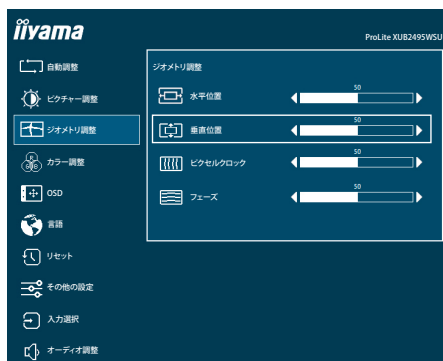 iiyama
ProLite XUB2495WSU
自動調整
ピクチャー調整
ジオメトリ調整
カラー調整
OSD
言語
リセット
その他の設定
入力選択
オーディオ調整
ジオメトリ調整
水平位置
50
垂直位置
50
ピクセルクロック
50
フェーズ
50
R
G B